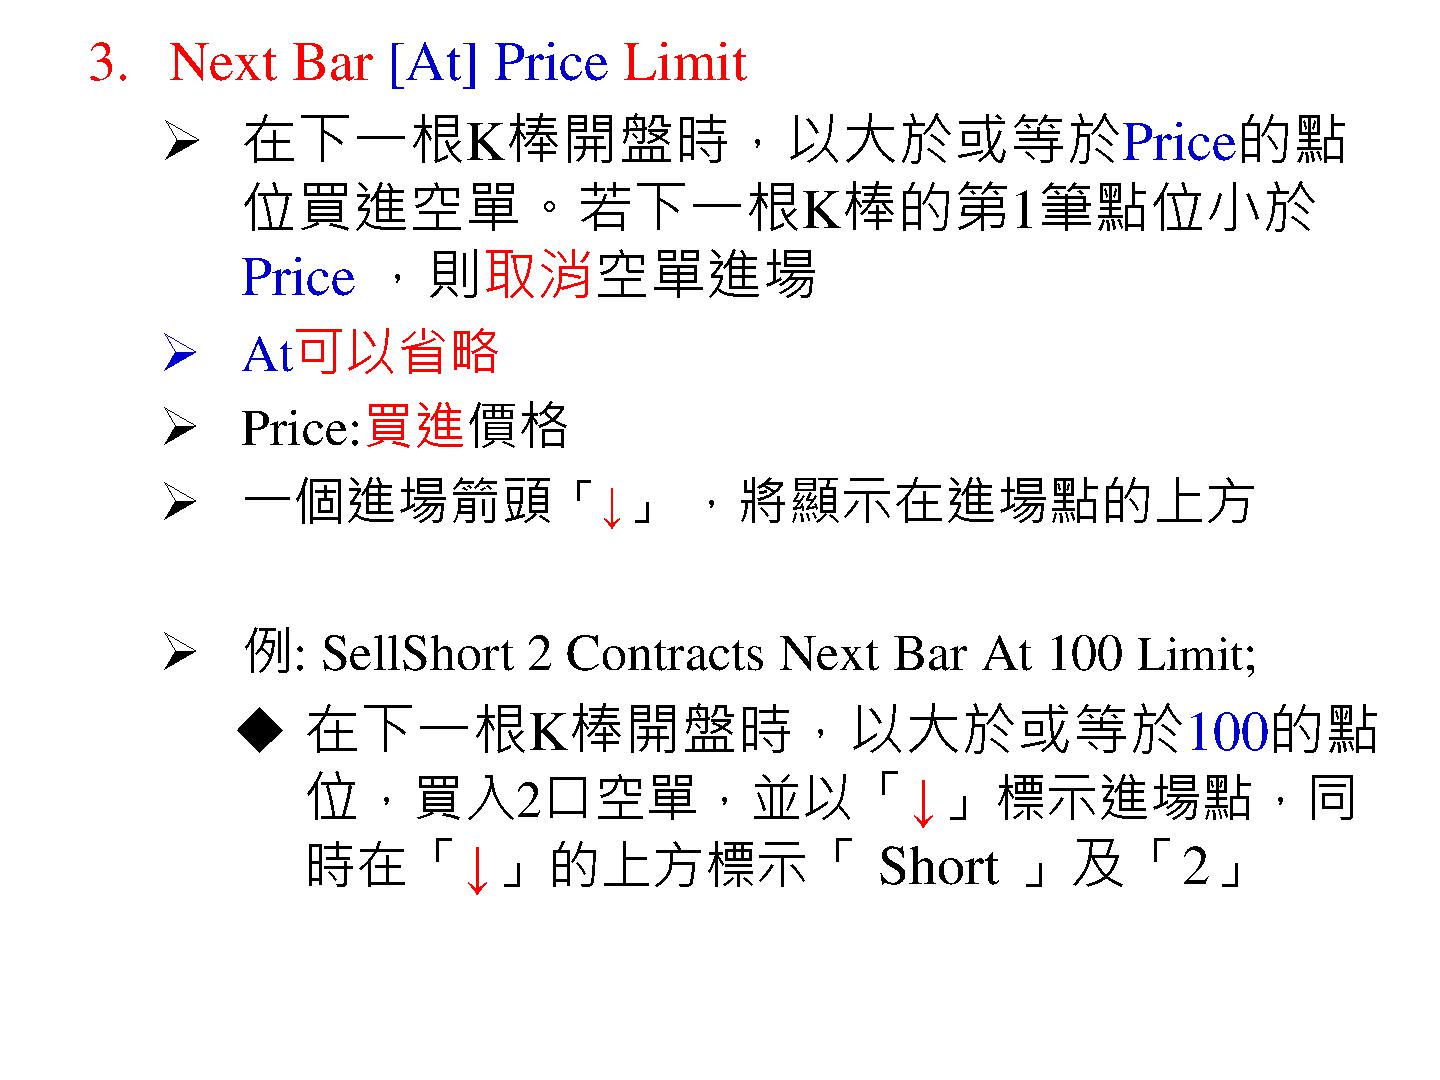 3. Next Bar [At] Price Limit
➢ 在下一根K棒開盤時，以大於或等於Price的點
位買進空單。若下一根K棒的第1筆點位小於
Price ，則取消空單進場
➢ At可以省略
➢ Price:買進價格
➢ 一個進場箭頭「↓」，將顯示在進場點的上方
➢ 例: SellShort 2 Contracts Next Bar At 100 Limit;
◆ 在下一根K棒開盤時，以大於或等於100的點
位，買入2口空單，並以「↓」標示進場點，同
時在「↓」的上方標示「 Short 」及「2」